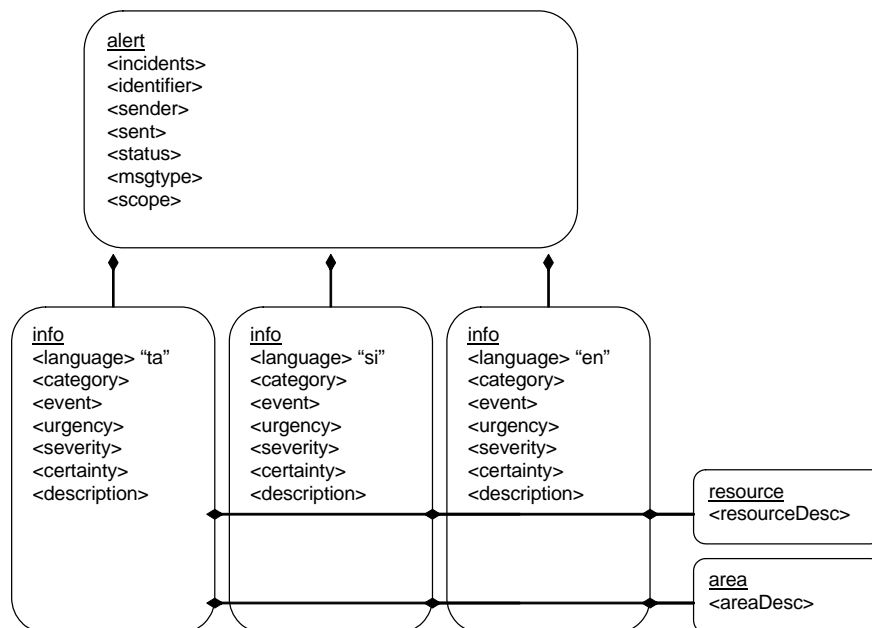 alert
<incidents>
<identifier>
<sender>
<sent>
<status>
<msgtype>
<scope>
info
<language> “ta”
<category>
<event>
<urgency>
<severity>
<certainty>
<description>
info
<language> “si”
<category>
<event>
<urgency>
<severity>
<certainty>
<description>
info
<language> “en”
<category>
<event>
<urgency>
<severity>
<certainty>
<description>
resource
<resourceDesc>
area
<areaDesc>